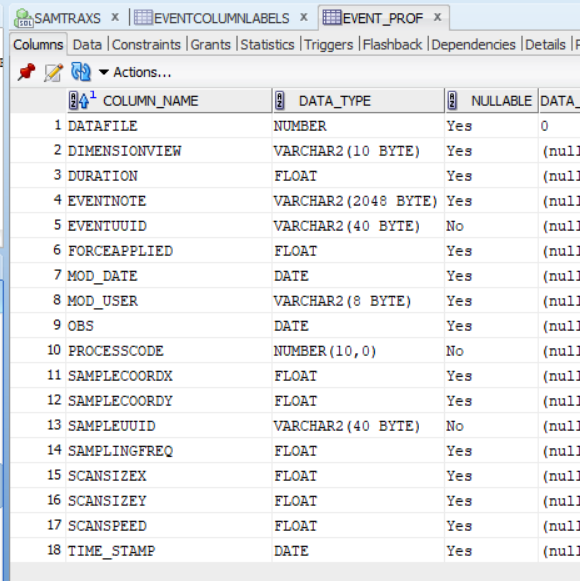 SAMTRAXS x EVENTCOLUMNLABELS x EVENT_PROF x
Columns Data Constraints Grants Statistics Triggers Flashback Dependencies Details
Actions...
COLUMN_NAME DATA_TYPE NULLABLE DATA_
1 DATAFILE NUMBER Yes 0
2 DIMENSIONVIEW VARCHAR2(10 BYTE) Yes (null
3 DURATION FLOAT Yes (null
4 EVENTNOTE VARCHAR2(2048 BYTE) Yes (null
5 EVENTUUID VARCHAR2(40 BYTE) No (null
6 FORCEAPPLIED FLOAT Yes (null
7 MOD_DATE DATE Yes (null
8 MOD_USER VARCHAR2(8 BYTE) Yes (null
9 OBS DATE Yes (null
10 PROCESSCODE NUMBER(10,0) No (null
11 SAMPLECOORDX FLOAT Yes (null
12 SAMPLECOORDY FLOAT Yes (null
13 SAMPLEUUID VARCHAR2(40 BYTE) No (null
14 SAMPLINGFREQ FLOAT Yes (null
15 SCANSIZEX FLOAT Yes (null
16 SCANSIZEY FLOAT Yes (null
17 SCANSPEED FLOAT Yes (null
18 TIME_STAMP DATE Yes (null